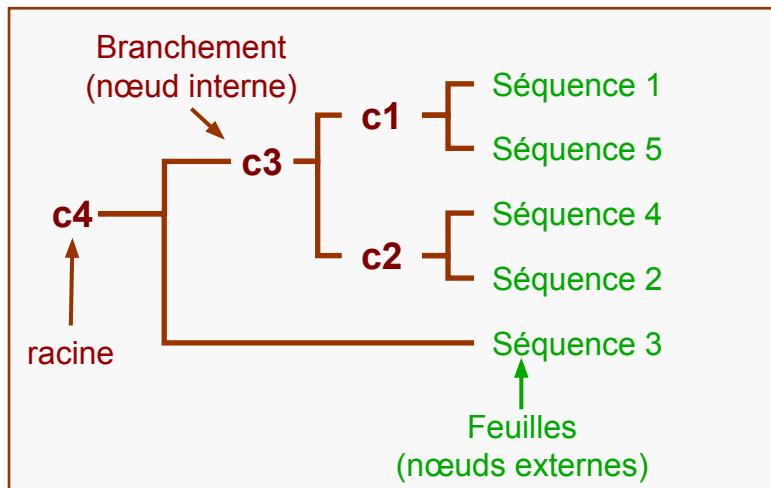 Branchement
(nœud interne)
c1
Séquence 1
Séquence 5
c3
c4
Séquence 4
c2
Séquence 2
racine
Séquence 3
Feuilles
(nœuds externes)